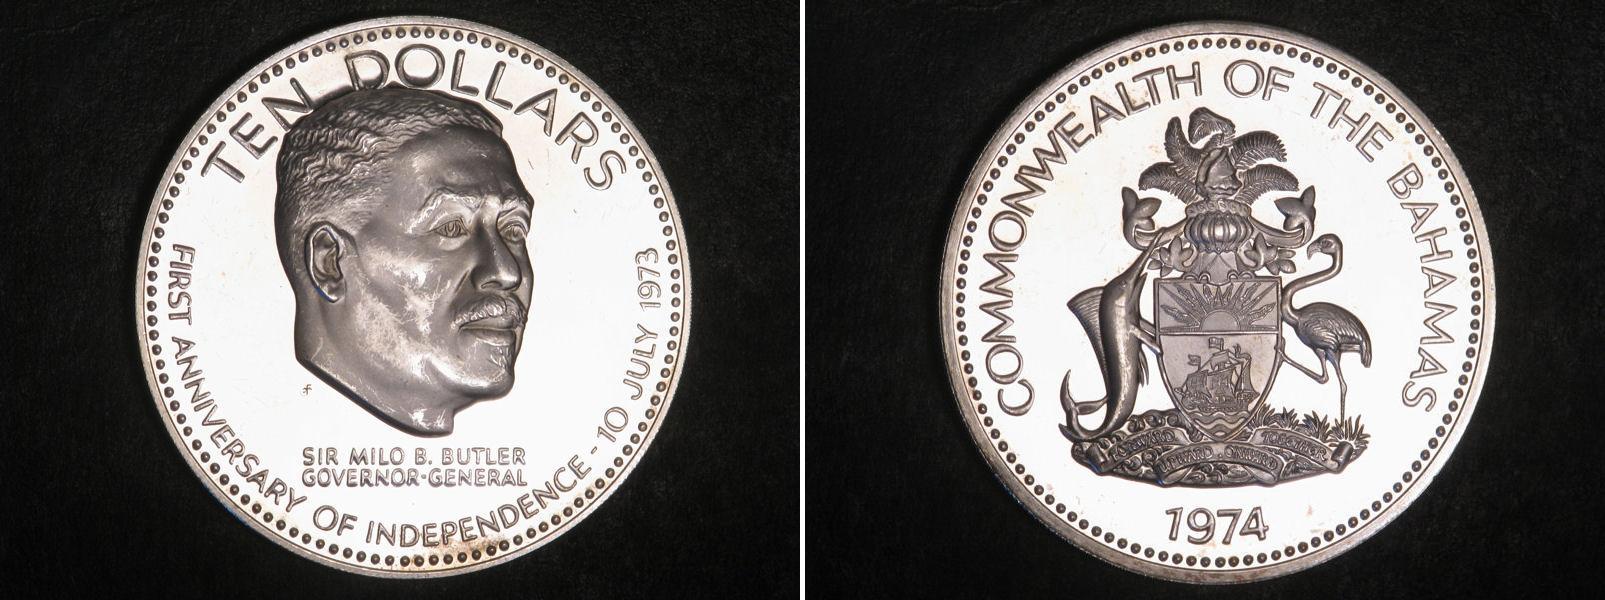 TEN DOLLARS
FIRST ANNIVERSARY OF INDEPENDENCE - 10 JULY 1973
SIR MILO B. BUTLER
GOVERNOR-GENERAL
COMMONWEALTH OF THE BAHAMAS
FORWARD
UPWARD · ONWARD
TOGETHER
1974